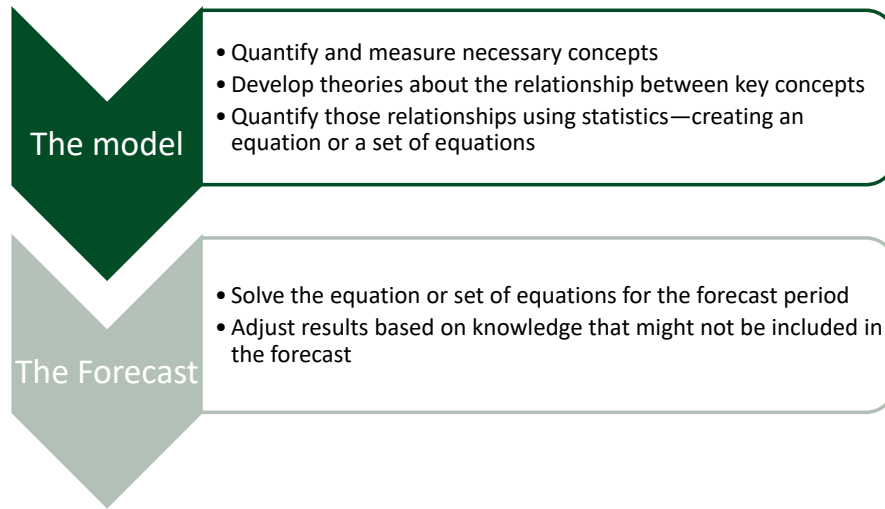 The model
• Quantify and measure necessary concepts
• Develop theories about the relationship between key concepts
• Quantify those relationships using statistics—creating an
equation or a set of equations
The Forecast
• Solve the equation or set of equations for the forecast period
• Adjust results based on knowledge that might not be included in
the forecast